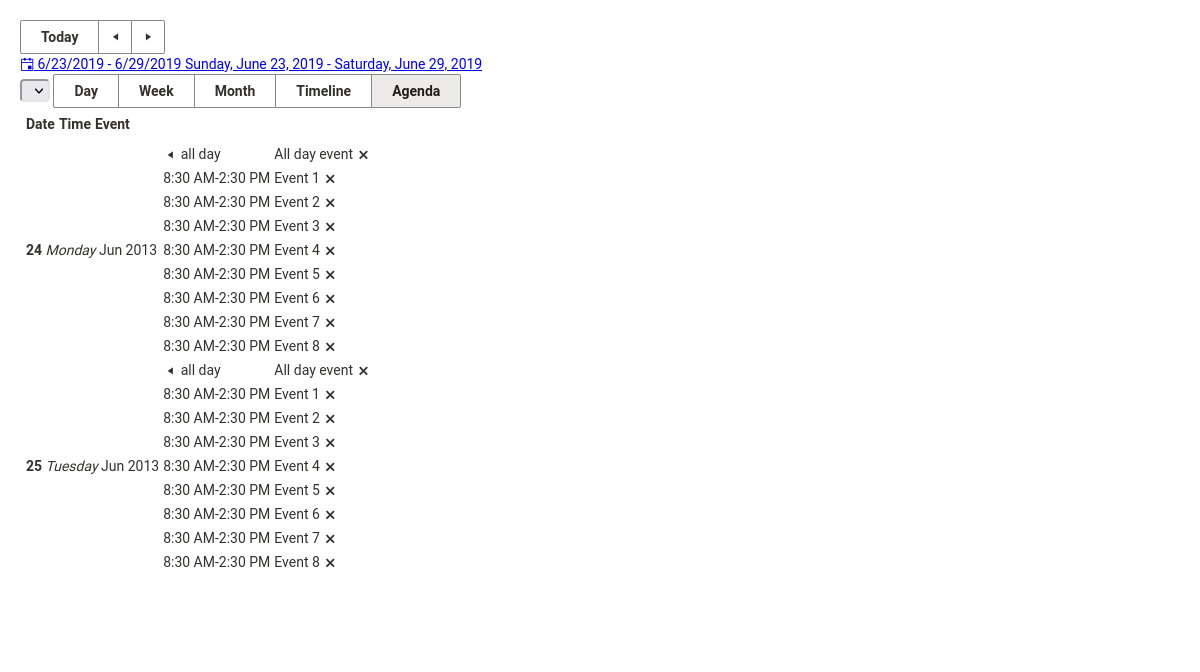 Today
6/23/2019 - 6/29/2019 Sunday, June 23, 2019 - Saturday, June 29, 2019
Day Week Month Timeline Agenda
Date Time Event
all day All day event
8:30 AM-2:30 PM Event 1
8:30 AM-2:30 PM Event 2
8:30 AM-2:30 PM Event 3
24 Monday Jun 2013 8:30 AM-2:30 PM Event 4
8:30 AM-2:30 PM Event 5
8:30 AM-2:30 PM Event 6
8:30 AM-2:30 PM Event 7
8:30 AM-2:30 PM Event 8
all day All day event
8:30 AM-2:30 PM Event 1
8:30 AM-2:30 PM Event 2
8:30 AM-2:30 PM Event 3
25 Tuesday Jun 2013 8:30 AM-2:30 PM Event 4
8:30 AM-2:30 PM Event 5
8:30 AM-2:30 PM Event 6
8:30 AM-2:30 PM Event 7
8:30 AM-2:30 PM Event 8